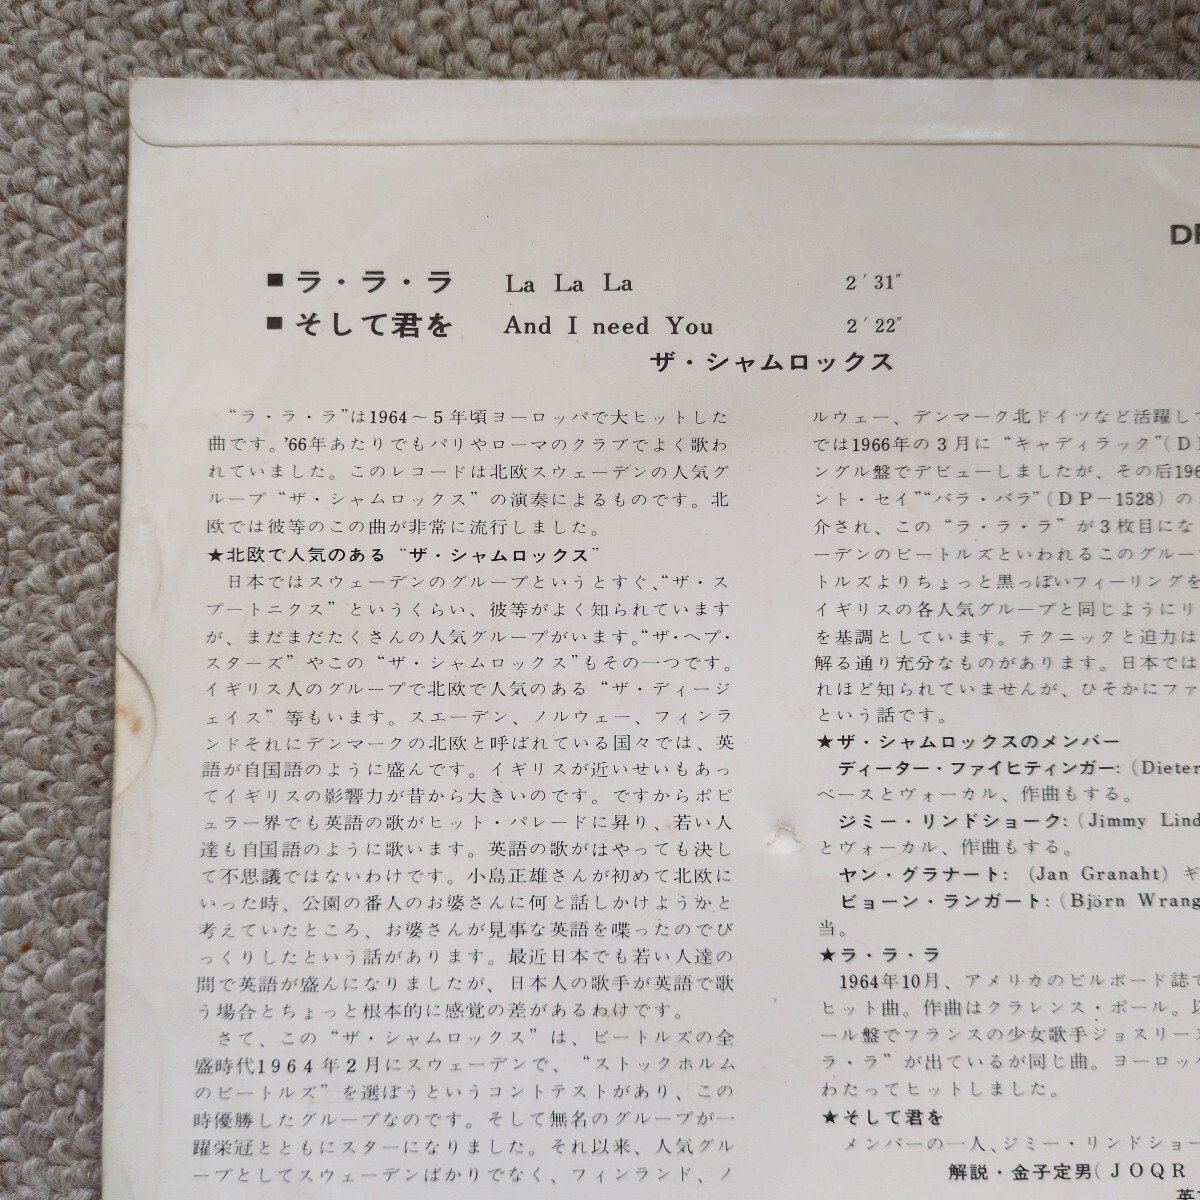 DP
■ラ・ラ・ラ La La La 2′31″
■そして君を And I need You 2′22″
ザ・シャムロックス
“ラ・ラ・ラ”は1964〜5年頃ヨーロッパで大ヒットした
曲です。'66年あたりでもパリやローマのクラブでよく歌わ
れていました。このレコードは北欧スウェーデンの人気グ
ループ“ザ・シャムロックス”の演奏によるものです。北
欧では彼等のこの曲が非常に流行しました。
★北欧で人気のある“ザ・シャムロックス”
日本ではスウェーデンのグループというとすぐ、“ザ・ス
プートニクス”というくらい、彼等がよく知られています
が、まだまだたくさんの人気グループがいます。“ザ・ヘプ・
スターズ”やこの“ザ・シャムロックス”もその一つです。
イギリス人のグループで北欧で人気のある“ザ・ディージ
ェイス”等もいます。スエーデン、ノルウェー、フィンラ
ンドそれにデンマークの北欧と呼ばれている国々では、英
語が自国語のように盛んです。イギリスが近いせいもあっ
てイギリスの影響力が昔から大きいのです。ですからポピ
ュラー界でも英語の歌がヒット・パレードに昇り、若い人
達も自国語のように歌います。英語の歌がはやっても決し
て不思議ではないわけです。小島正雄さんが初めて北欧に
いった時、公園の番人のお婆さんに何と話しかけようかと
考えていたところ、お婆さんが見事な英語を喋ったのでび
っくりしたという話があります。最近日本でも若い人達の
間で英語が盛んになりましたが、日本人の歌手が英語で歌
う場合とちょっと根本的に感覚の差があるわけです。
さて、この“ザ・シャムロックス”は、ビートルズの全
盛時代1964年2月にスウェーデンで、“ストックホルム
のビートルズ”を選ぼうというコンテストがあり、この
時優勝したグループなのです。そして無名のグループが一
躍栄冠とともにスターになりました。それ以来、人気グル
ープとしてスウェーデンばかりでなく、フィンランド、ノ
ルウェー、デンマーク北ドイツなど活躍して
では1966年の3月に“キャディラック”(DP
ングル盤でデビューしましたが、その后196
ント・セイ”“バラ・バラ”(DP−1528)の
介され、この“ラ・ラ・ラ”が3枚目にな
ーデンのビートルズといわれるこのグルー
トルズよりちょっと黒っぽいフィーリングを
イギリスの各人気グループと同じようにリ
を基調としています。テクニックと迫力は
解る通り充分なものがあります。日本では
れほど知られていませんが、ひそかにファ
という話です。
★ザ・シャムロックスのメンバー
ディーター・ファイヒティンガー:(Dieter
ベースとヴォーカル、作曲もする。
ジミー・リンドショーク:(Jimmy Lind
とヴォーカル、作曲もする。
ヤン・グラナート:(Jan Granaht)ギ
ビョーン・ランガート:(Björn Wrang
当。
★ラ・ラ・ラ
1964年10月、アメリカのビルボード誌で
ヒット曲。作曲はクラレンス・ポール。以
ール盤でフランスの少女歌手ジョスリーヌ
ラ・ラ”が出ているが同じ曲。ヨーロッ
わたってヒットしました。
★そして君を
メンバーの一人、ジミー・リンドショー
解説・金子定男(JOQR
英